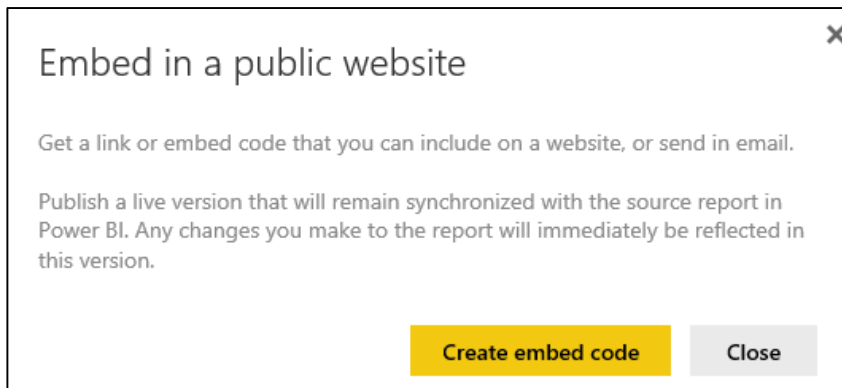 Embed in a public website
Get a link or embed code that you can include on a website, or send in email.
Publish a live version that will remain synchronized with the source report in
Power BI. Any changes you make to the report will immediately be reflected in
this version.
Create embed code
Close